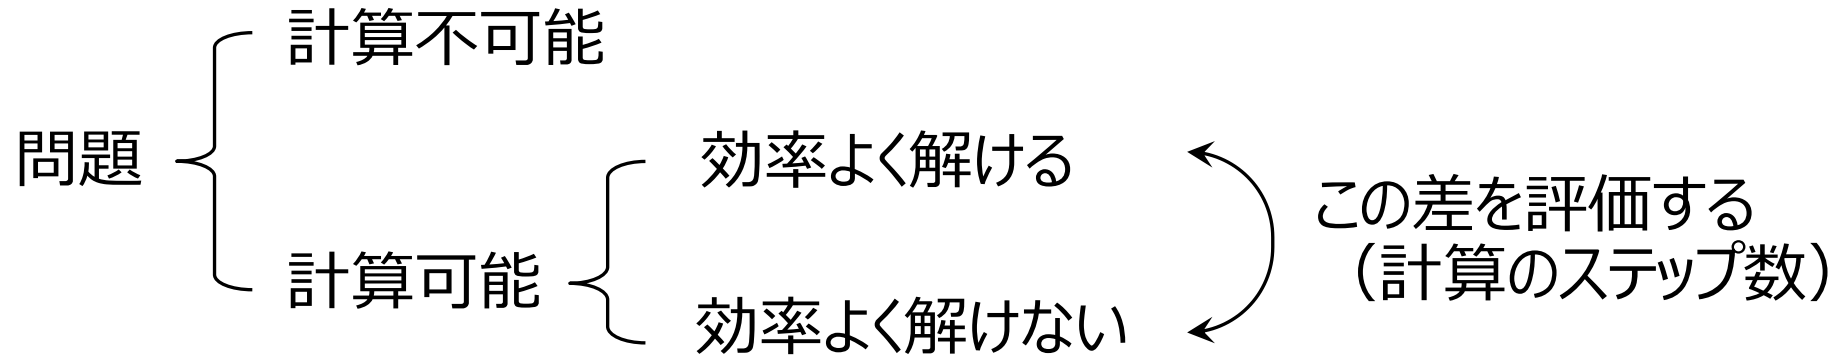 計算不可能
問題
効率よく解ける
この差を評価する
（計算のステップ数）
計算可能
効率よく解けない